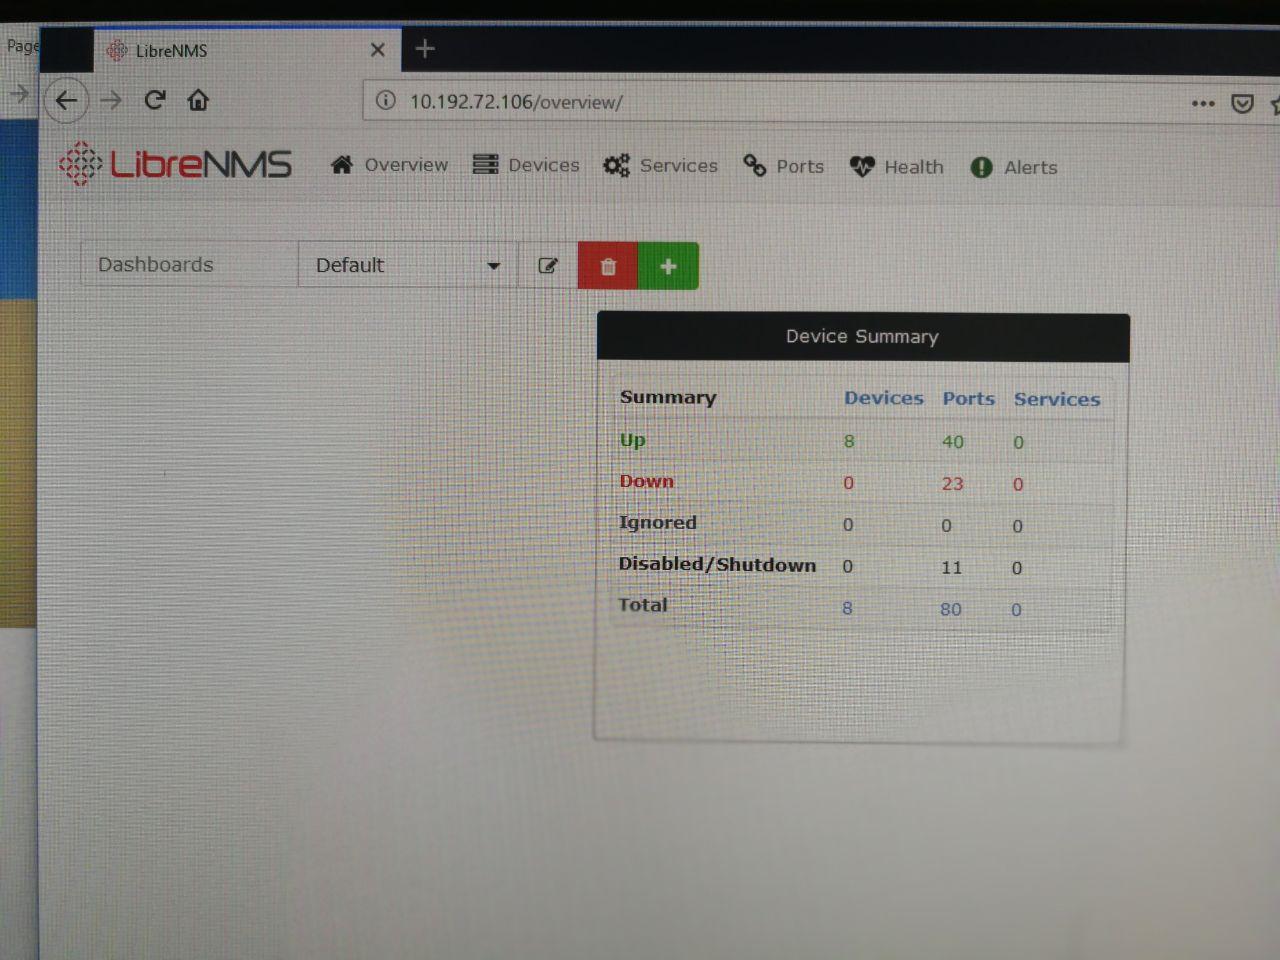 Page
LibreNMS
10.192.72.106/overview/
LibreNMS Overview Devices Services Ports Health Alerts
Dashboards Default
Device Summary
Summary Devices Ports Services
Up 8 40 0
Down 0 23 0
Ignored 0 0 0
Disabled/Shutdown 0 11 0
Total 8 80 0